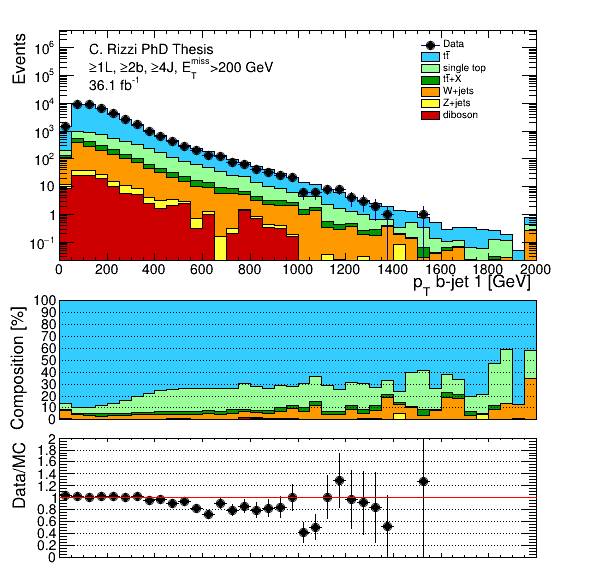 Events
10^6
10^5
10^4
10^3
10^2
10
1
10^-1
C. Rizzi PhD Thesis
≥1L, ≥2b, ≥4J, E_T^miss>200 GeV
36.1 fb^-1
Data
tt̄
single top
tt̄+X
W+jets
Z+jets
diboson
0 200 400 600 800 1000 1200 1400 1600 1800 2000
p_T b-jet 1 [GeV]
Composition [%]
100
90
80
70
60
50
40
30
20
10
0
Data/MC
2
1.8
1.6
1.4
1.2
1
0.8
0.6
0.4
0.2
0